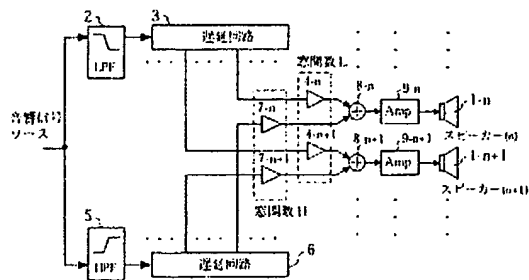 2
LPF
3
遅延回路
音響信号
ソース
窓関数L
4-n
7-n
8-n
9-n
Amp
1-n
スピーカー(n)
4-n+1
7-n+1
8-n+1
9-n+1
Amp
1-n+1
スピーカー(n+1)
窓関数H
5
HPF
遅延回路
6